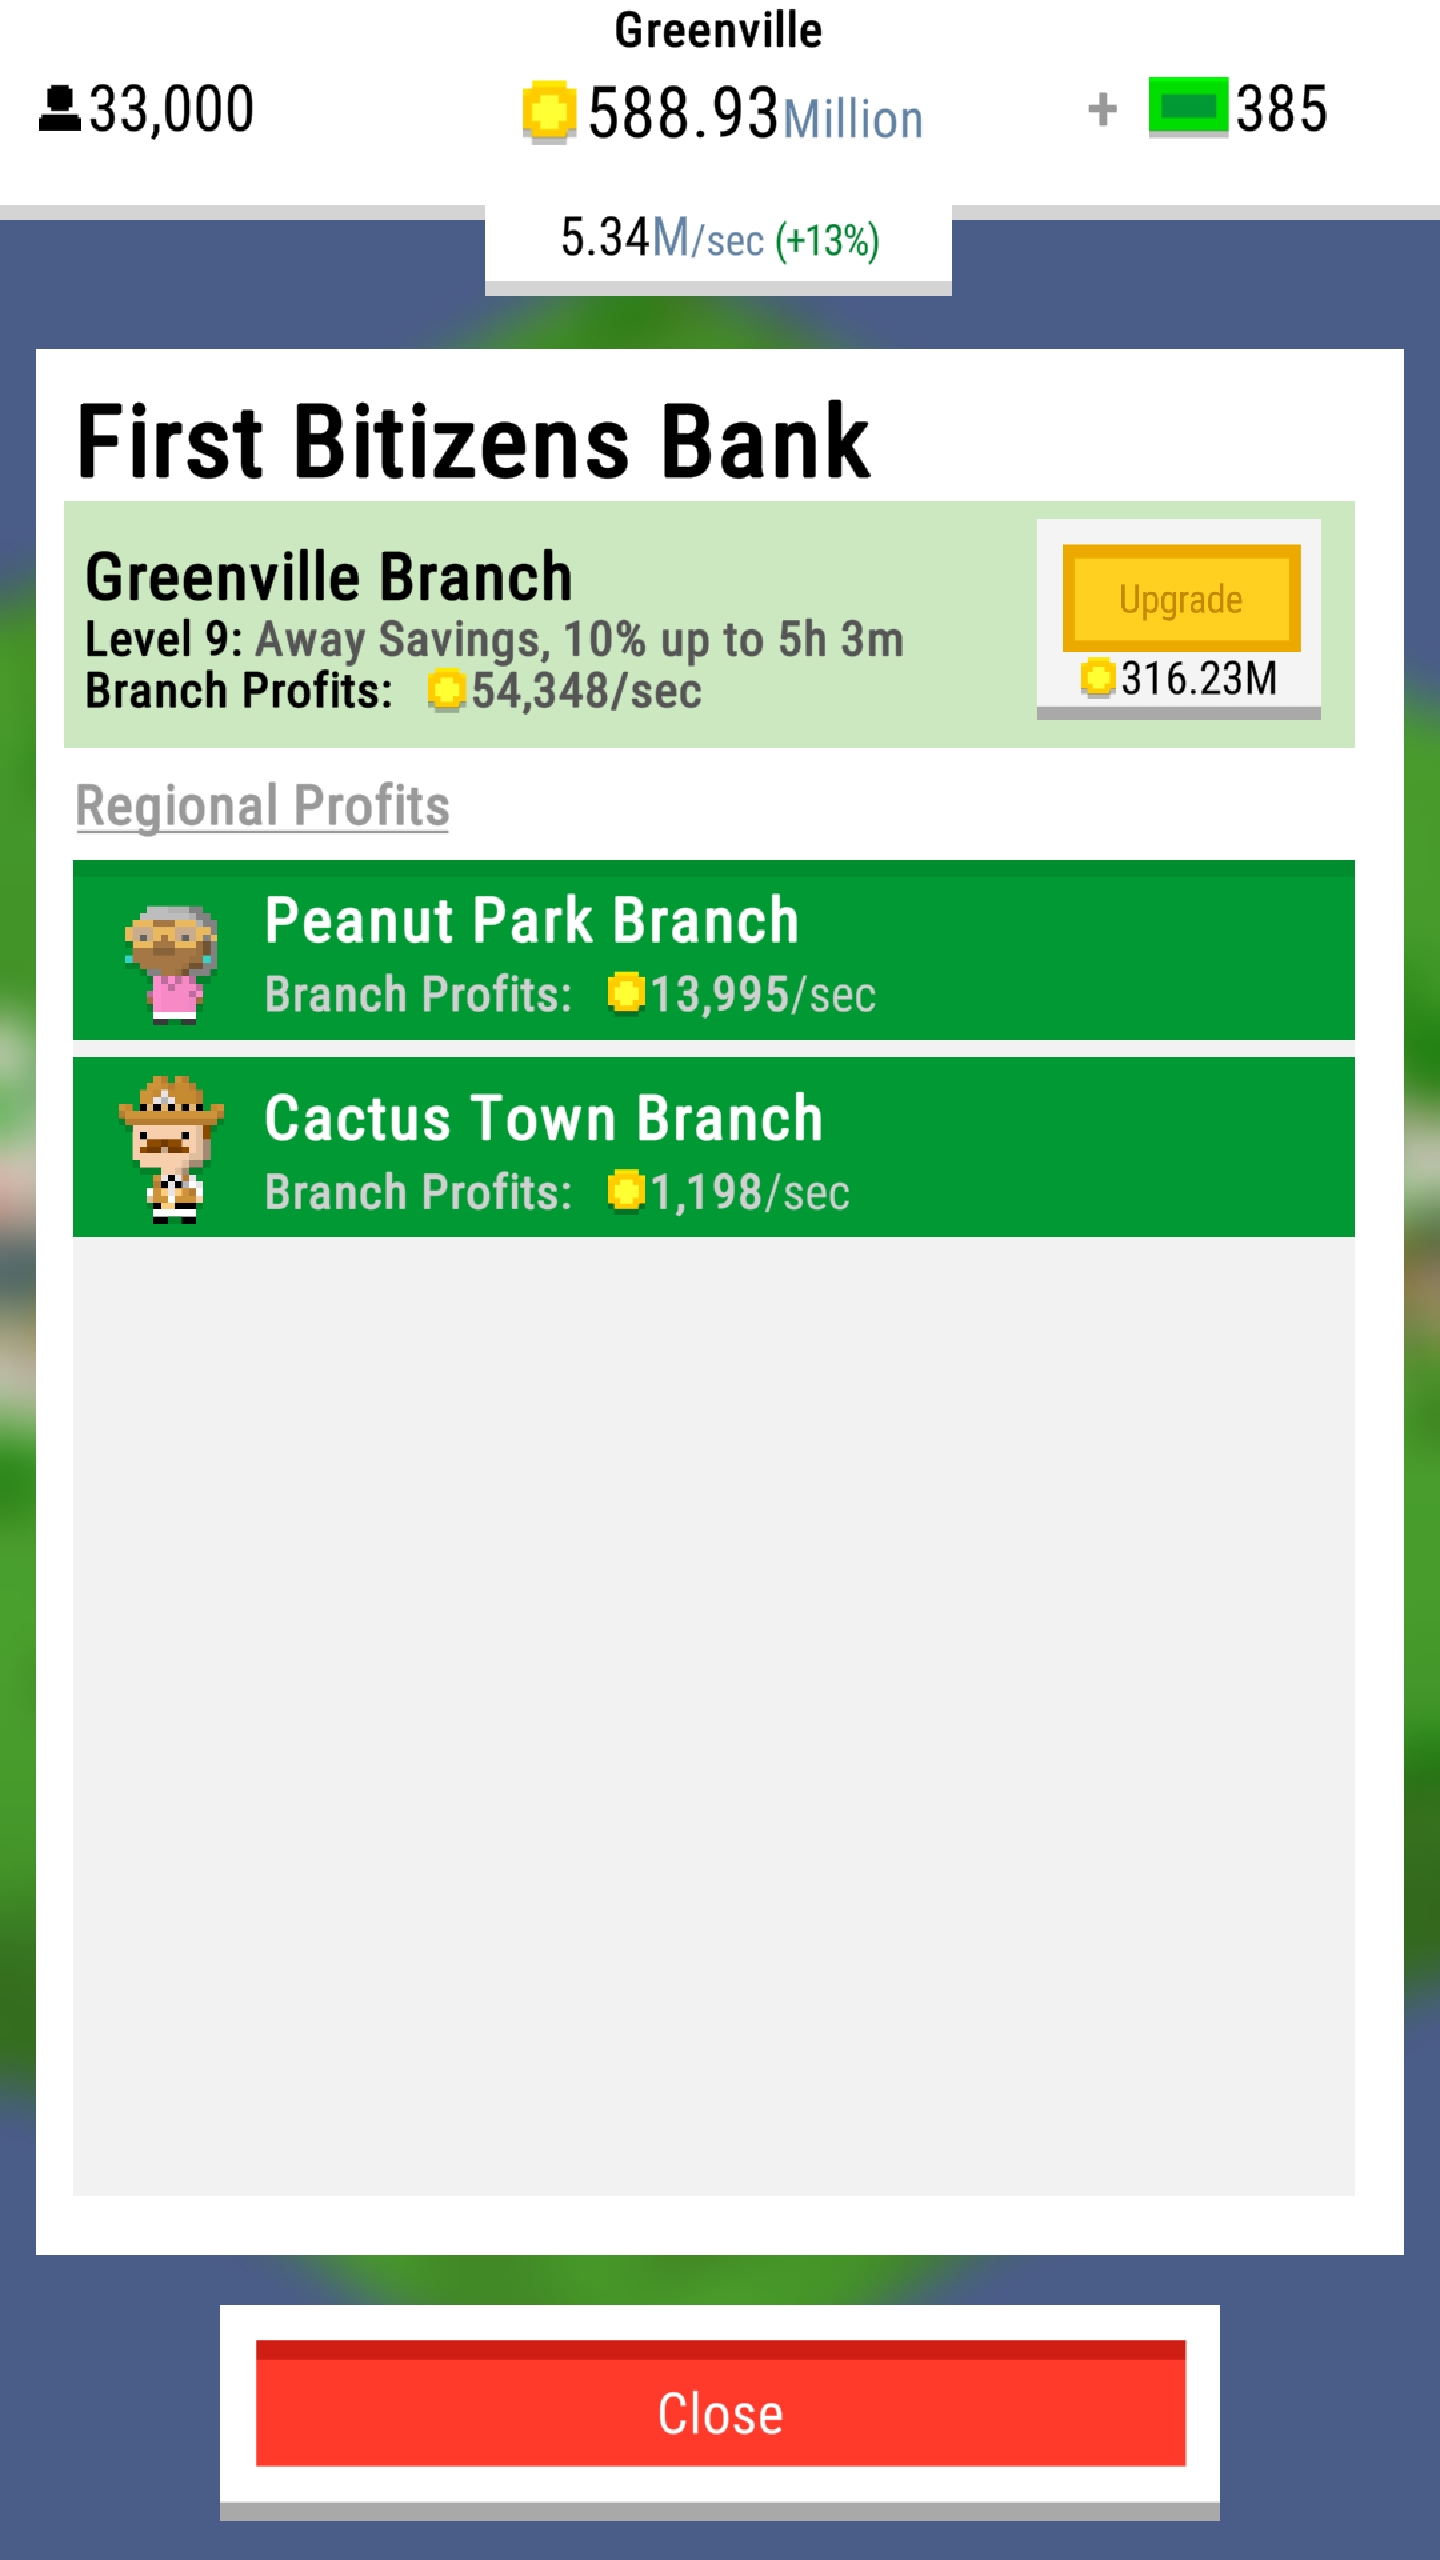 Greenville
33,000
588.93Million
+ 385
5.34M/sec (+13%)
First Bitizens Bank
Greenville Branch
Level 9: Away Savings, 10% up to 5h 3m
Branch Profits: 54,348/sec
Upgrade
316.23M
Regional Profits
Peanut Park Branch
Branch Profits: 13,995/sec
Cactus Town Branch
Branch Profits: 1,198/sec
Close